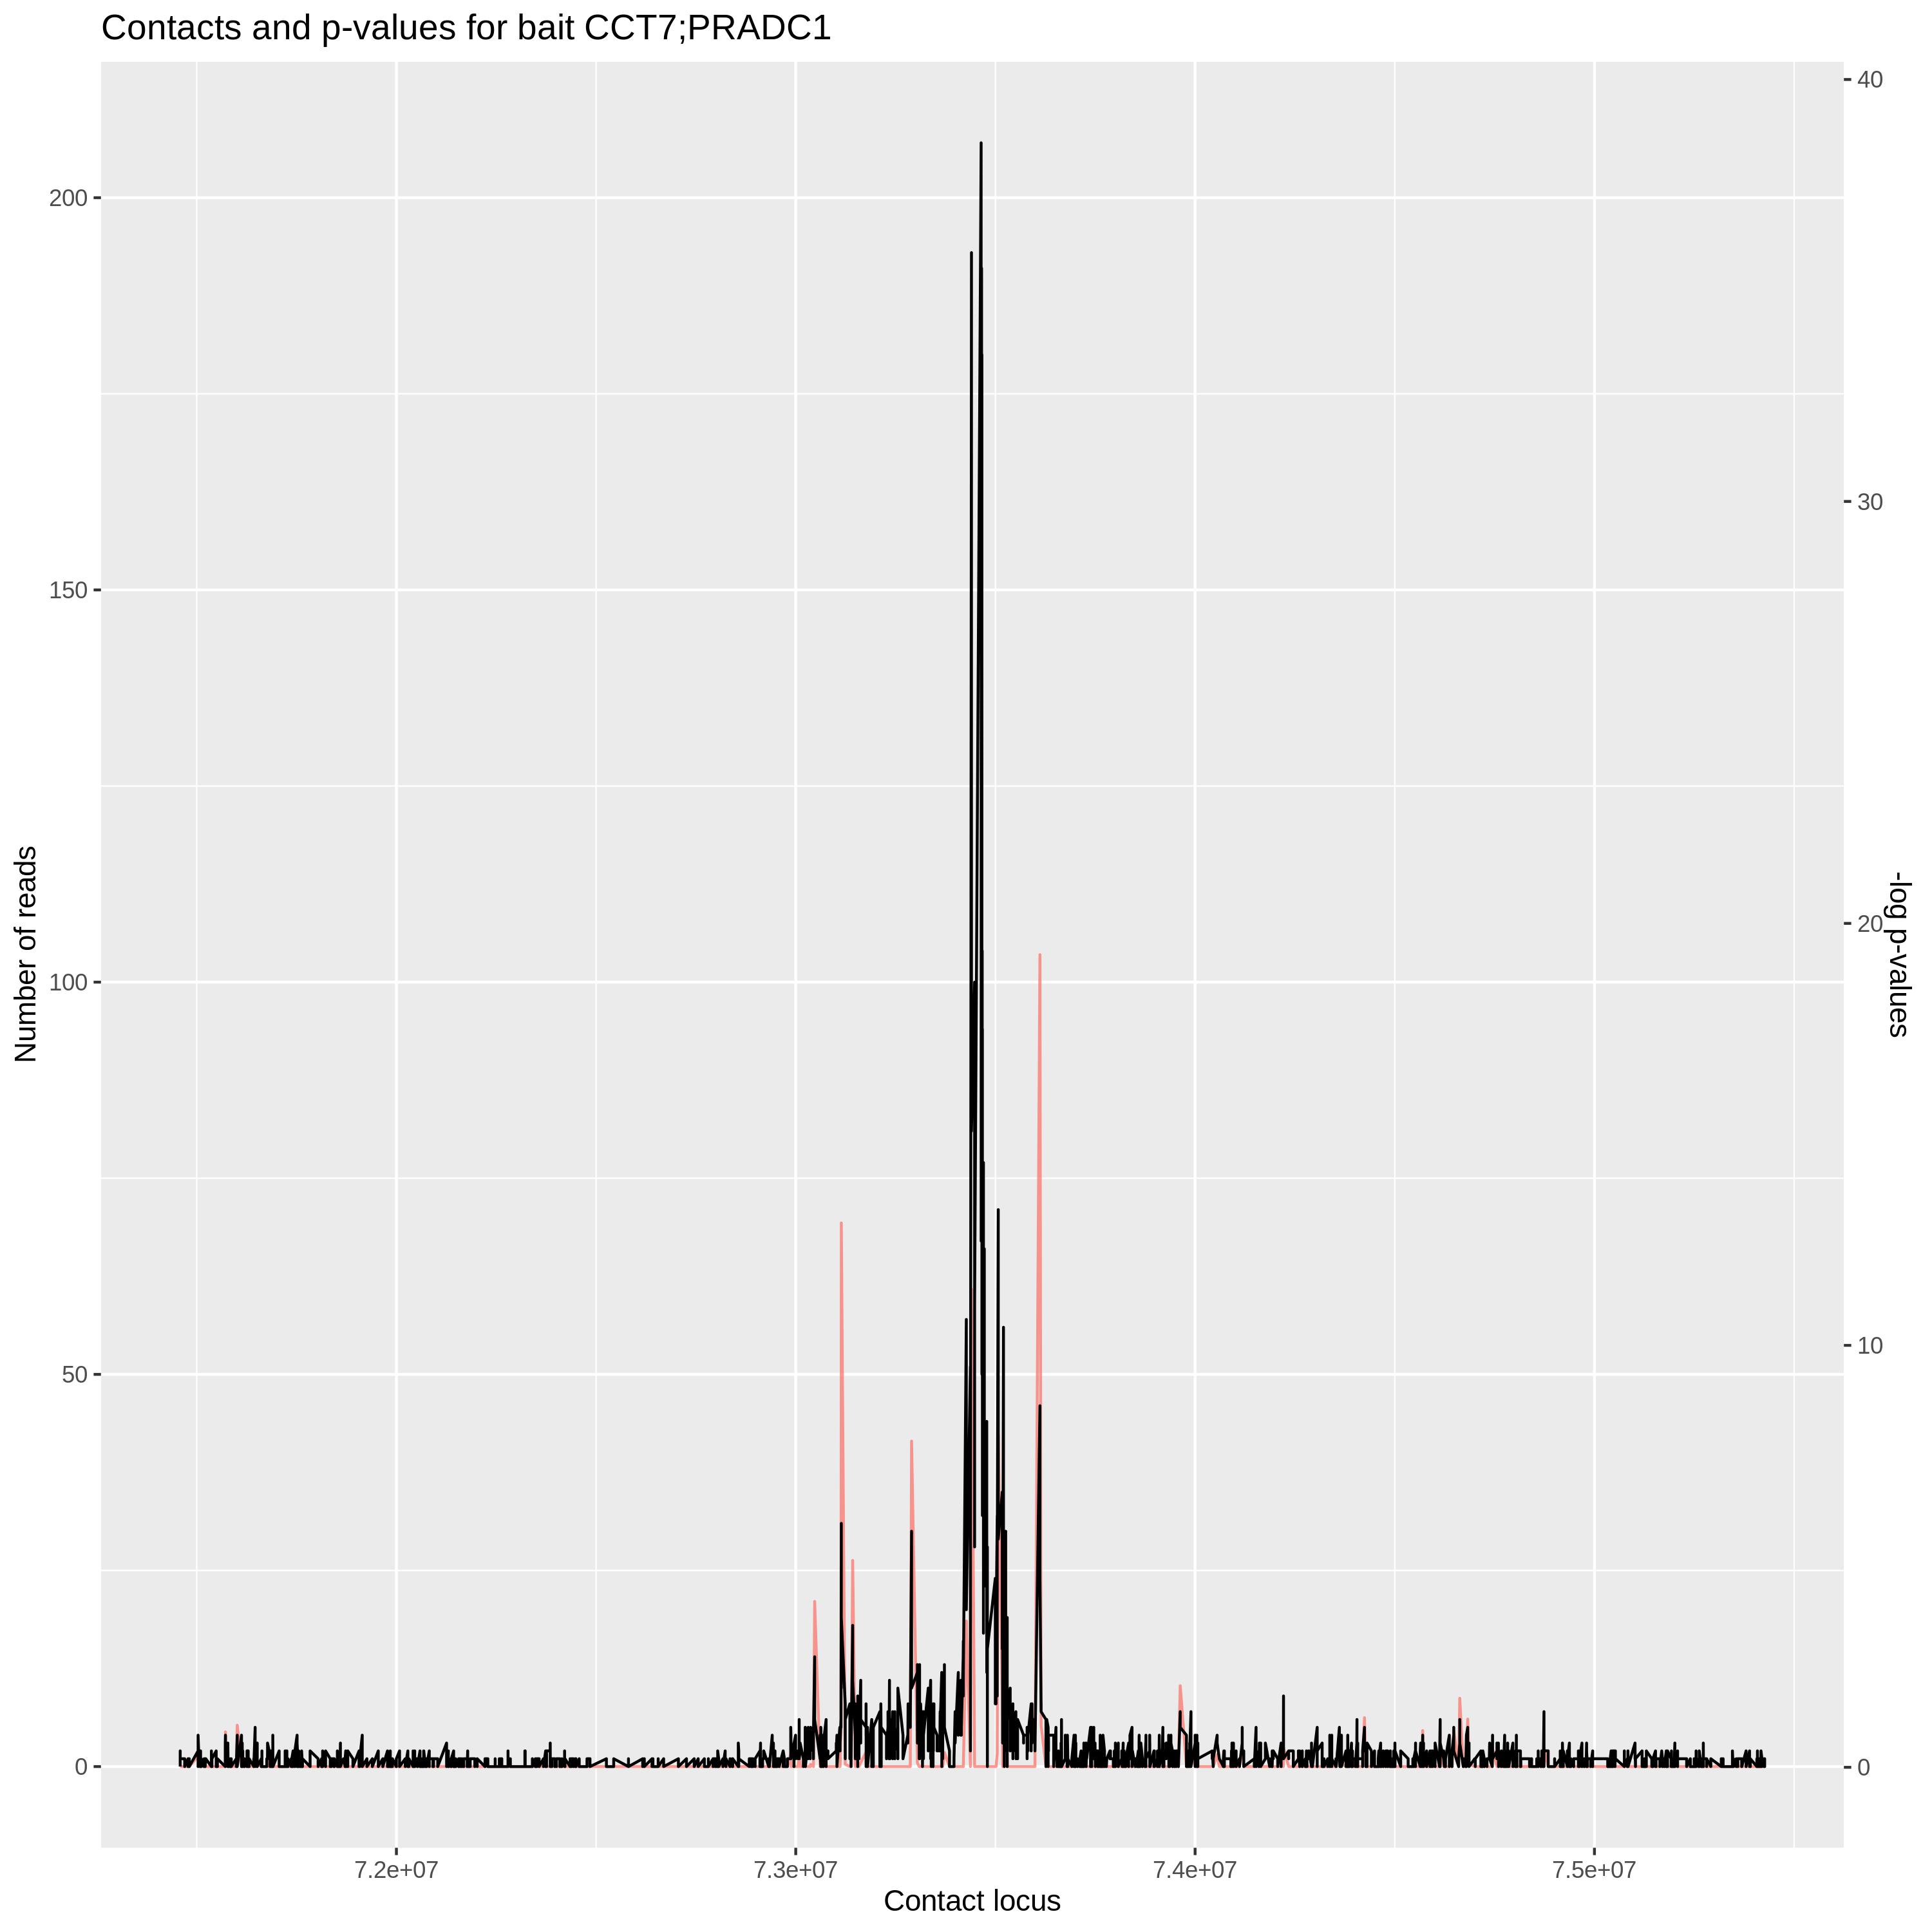 Contacts and p-values for bait CCT7;PRADC1
40
200
30
150
Number of reads
20
-log p-values
100
50
10
0
0
7.2e+07
7.3e+07
7.4e+07
7.5e+07
Contact locus